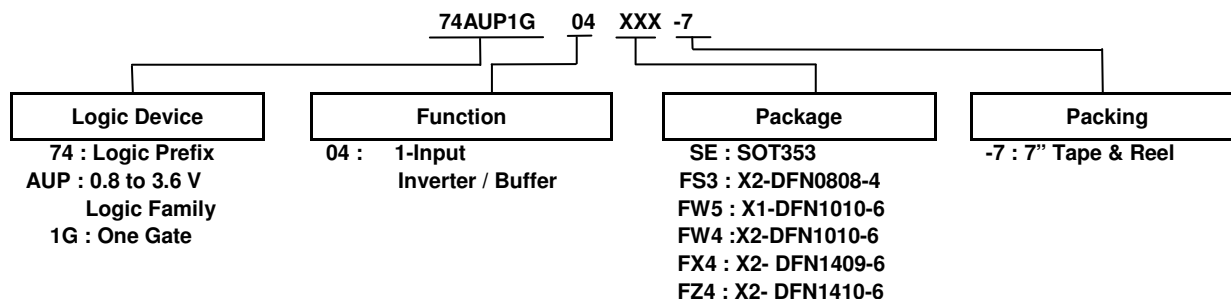 74AUP1G 04 XXX -7
Logic Device
74 : Logic Prefix
AUP : 0.8 to 3.6 V
Logic Family
1G : One Gate
Function
04 : 1-Input
Inverter / Buffer
Package
SE : SOT353
FS3 : X2-DFN0808-4
FW5 : X1-DFN1010-6
FW4 :X2-DFN1010-6
FX4 : X2- DFN1409-6
FZ4 : X2- DFN1410-6
Packing
-7 : 7” Tape & Reel